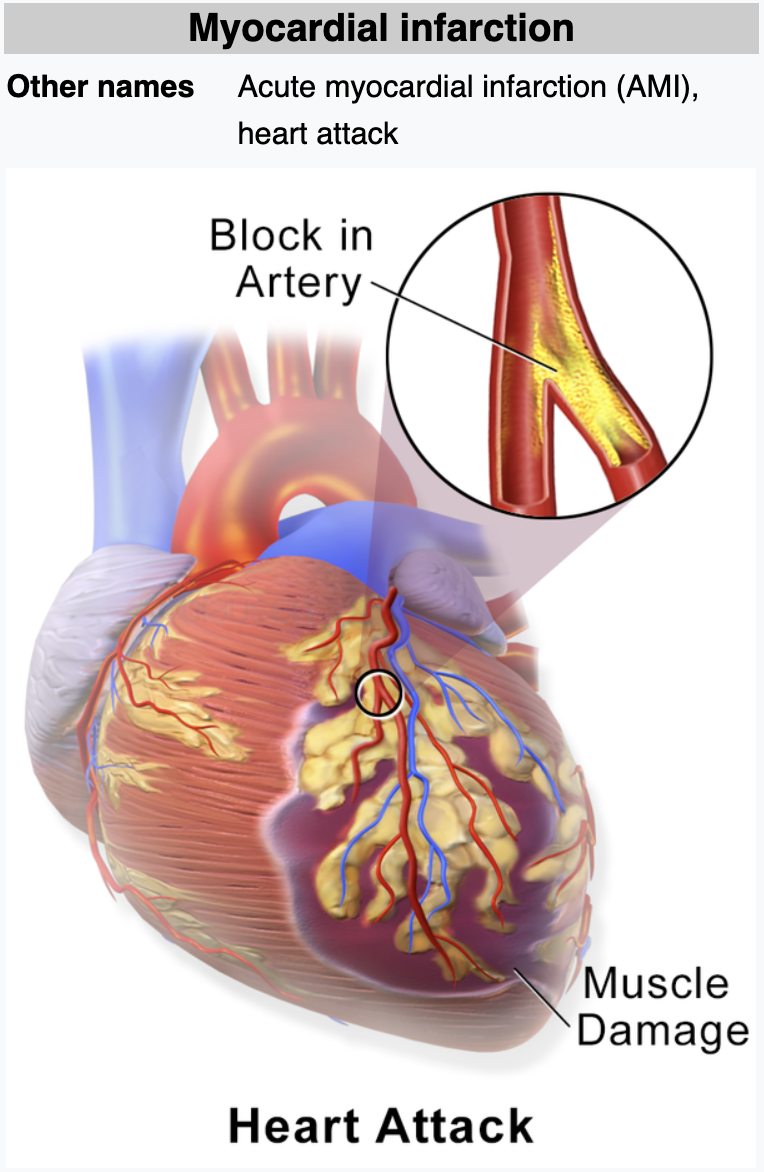 Myocardial infarction
Other names Acute myocardial infarction (AMI),
heart attack
Block in
Artery
Muscle
Damage
Heart Attack